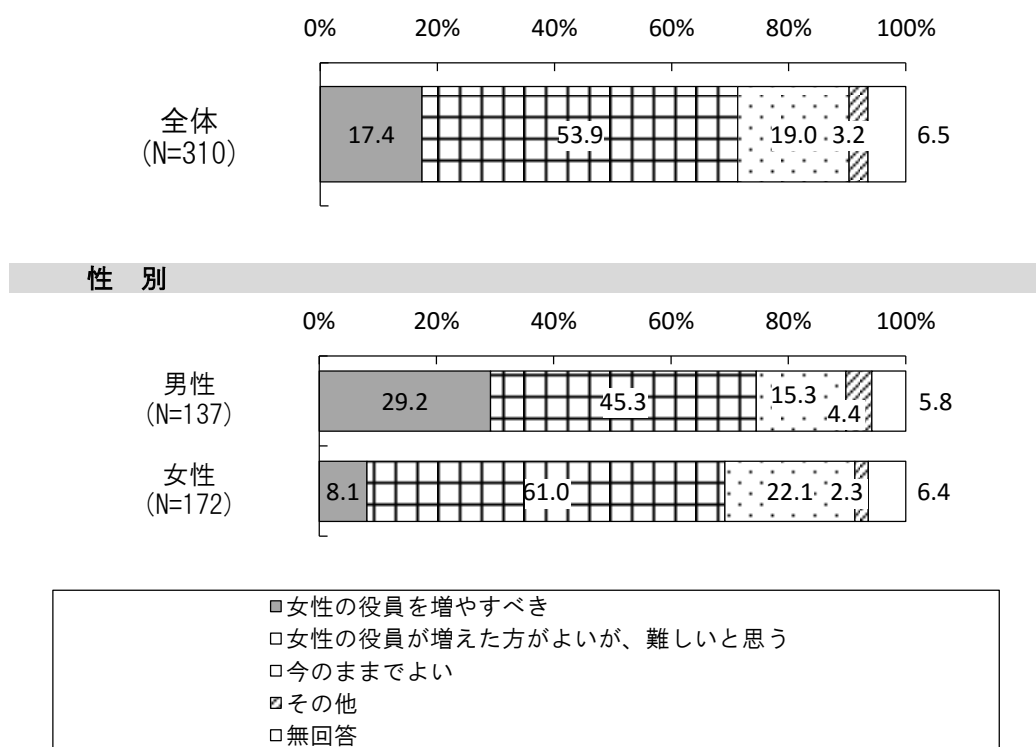 0% 20% 40% 60% 80% 100%
全体
(N=310)
17.4 53.9 19.0 3.2 6.5
性 別
0% 20% 40% 60% 80% 100%
男性
(N=137)
29.2 45.3 15.3 4.4 5.8
女性
(N=172)
8.1 61.0 22.1 2.3 6.4
女性の役員を増やすべき
女性の役員が増えた方がよいが、難しいと思う
今のままでよい
その他
無回答